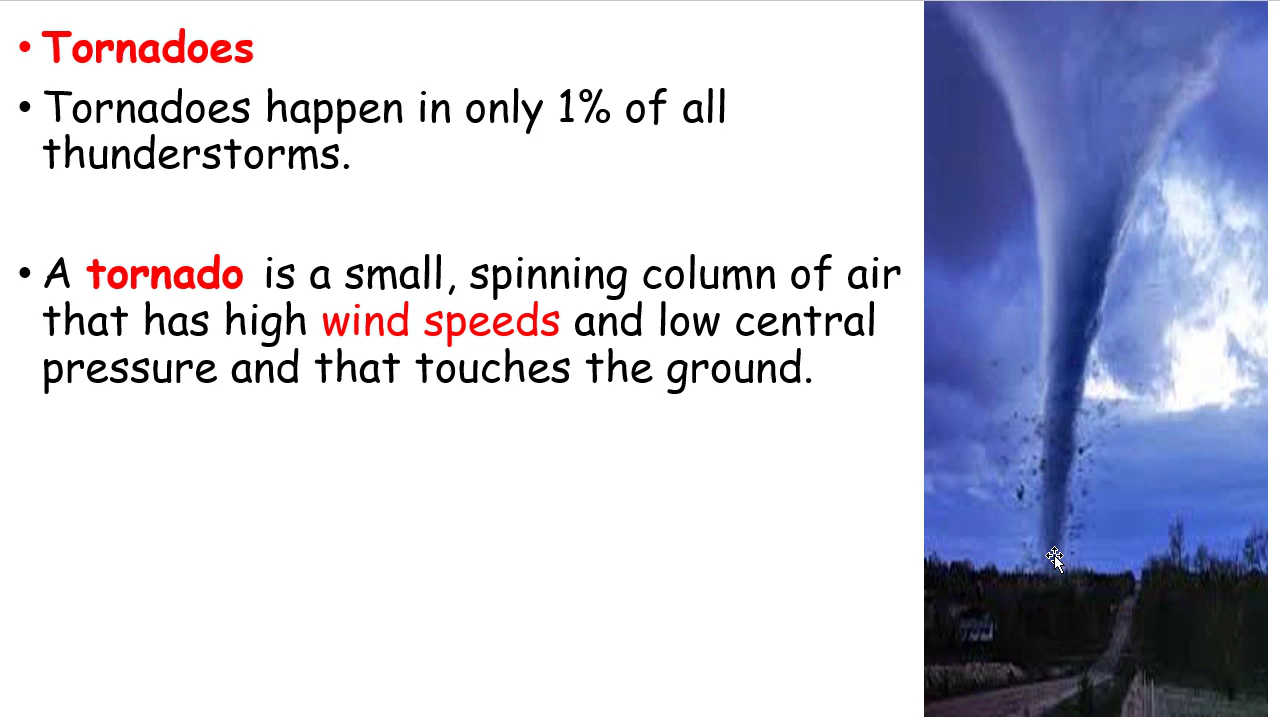 • Tornadoes
• Tornadoes happen in only 1% of all
thunderstorms.
• A tornado is a small, spinning column of air
that has high wind speeds and low central
pressure and that touches the ground.